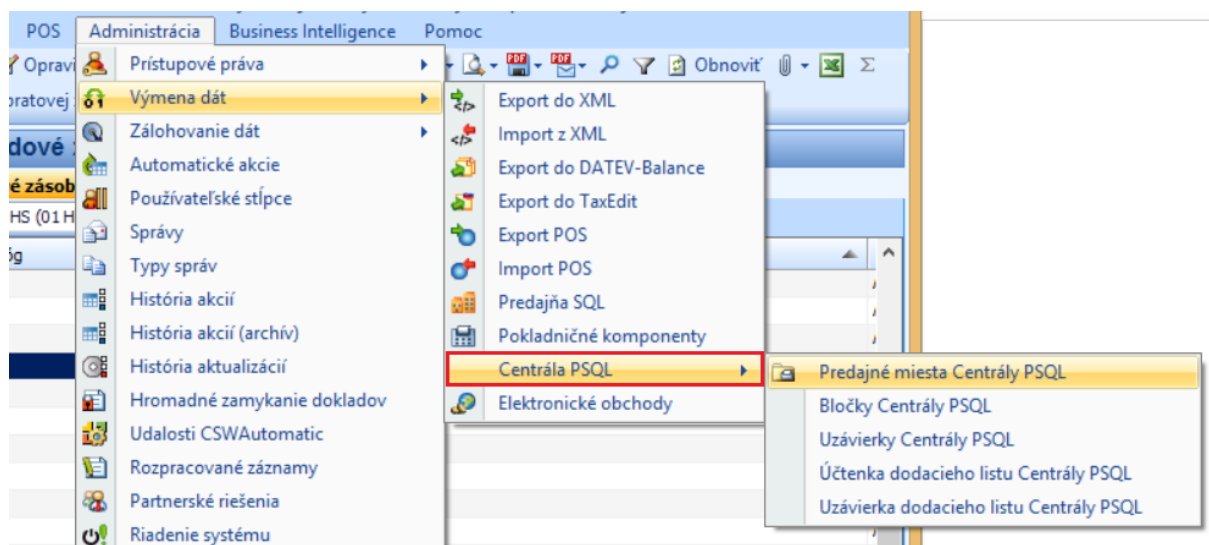 POS Administrácia Business Intelligence Pomoc
Opravi
Obnoviť
dové
é zásob
HS (01 H
Prístupové práva
Výmena dát
Zálohovanie dát
Automatické akcie
Používateľské stĺpce
Správy
Typy správ
História akcií
História akcií (archív)
História aktualizácií
Hromadné zamykanie dokladov
Udalosti CSWAutomatic
Rozpracované záznamy
Partnerské riešenia
Riadenie systému
Export do XML
Import z XML
Export do DATEV-Balance
Export do TaxEdit
Export POS
Import POS
Predajňa SQL
Pokladničné komponenty
Centrála PSQL
Elektronické obchody
Predajné miesta Centrály PSQL
Bločky Centrály PSQL
Uzávierky Centrály PSQL
Účtenka dodacieho listu Centrály PSQL
Uzávierka dodacieho listu Centrály PSQL